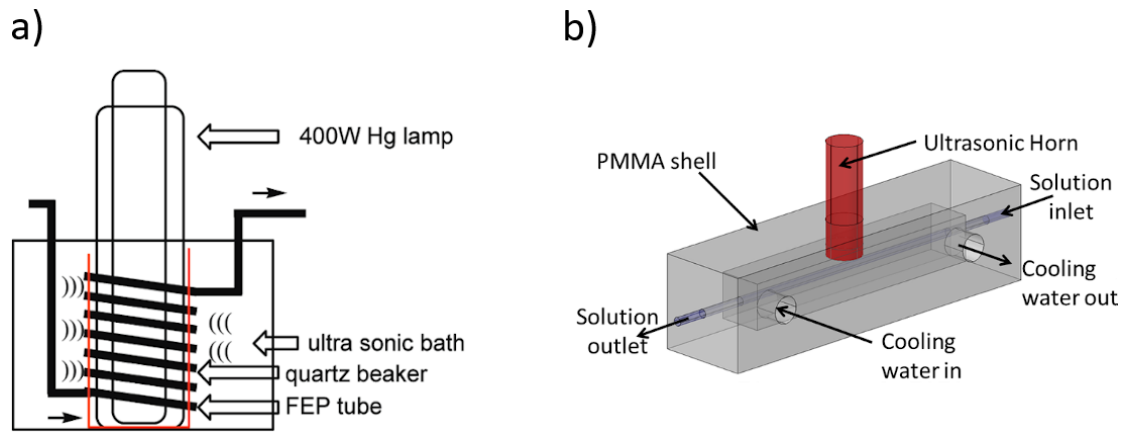 a)
400W Hg lamp
ultra sonic bath
quartz beaker
FEP tube
b)
Ultrasonic Horn
PMMA shell
Solution
inlet
Cooling
water out
Solution
outlet
Cooling
water in